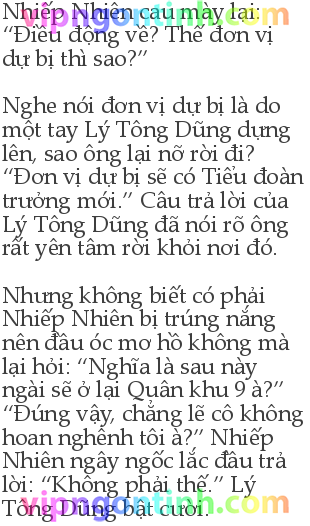 Nhiếp Nhiên cau mày lại:
vipngontinh.com
“Điều động về? Thế đơn vị
dự bị thì sao?”
Nghe nói đơn vị dự bị là do
một tay Lý Tông Dũng dựng
lên, sao ông lại nỡ rời đi?
“Đơn vị dự bị sẽ có Tiểu đoàn
trưởng mới.” Câu trả lời của
Lý Tông Dũng đã nói rõ ông
rất yên tâm rời khỏi nơi đó.
Nhưng không biết có phải
Nhiếp Nhiên bị trúng nắng
nên đầu óc mơ hồ không mà
lại hỏi: “Nghĩa là sau này
ngài sẽ ở lại Quân khu 9 à?”
“Đúng vậy, chẳng lẽ cô không
hoan nghênh tôi à?” Nhiếp
Nhiên ngây ngốc lắc đầu trả
lời: “Không phải thế.” Lý
Tông Dũng bật cười.
vipngontinh.com